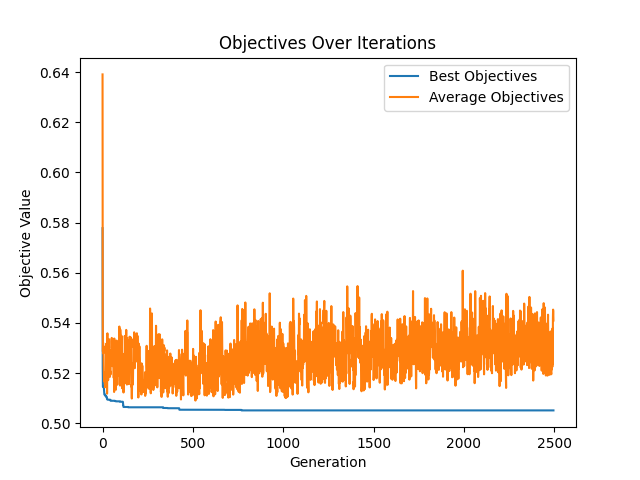 Objectives Over Iterations
Best Objectives
Average Objectives
0.64
0.62
0.60
0.58
0.56
0.54
0.52
0.50
Objective Value
0
500
1000
1500
2000
2500
Generation